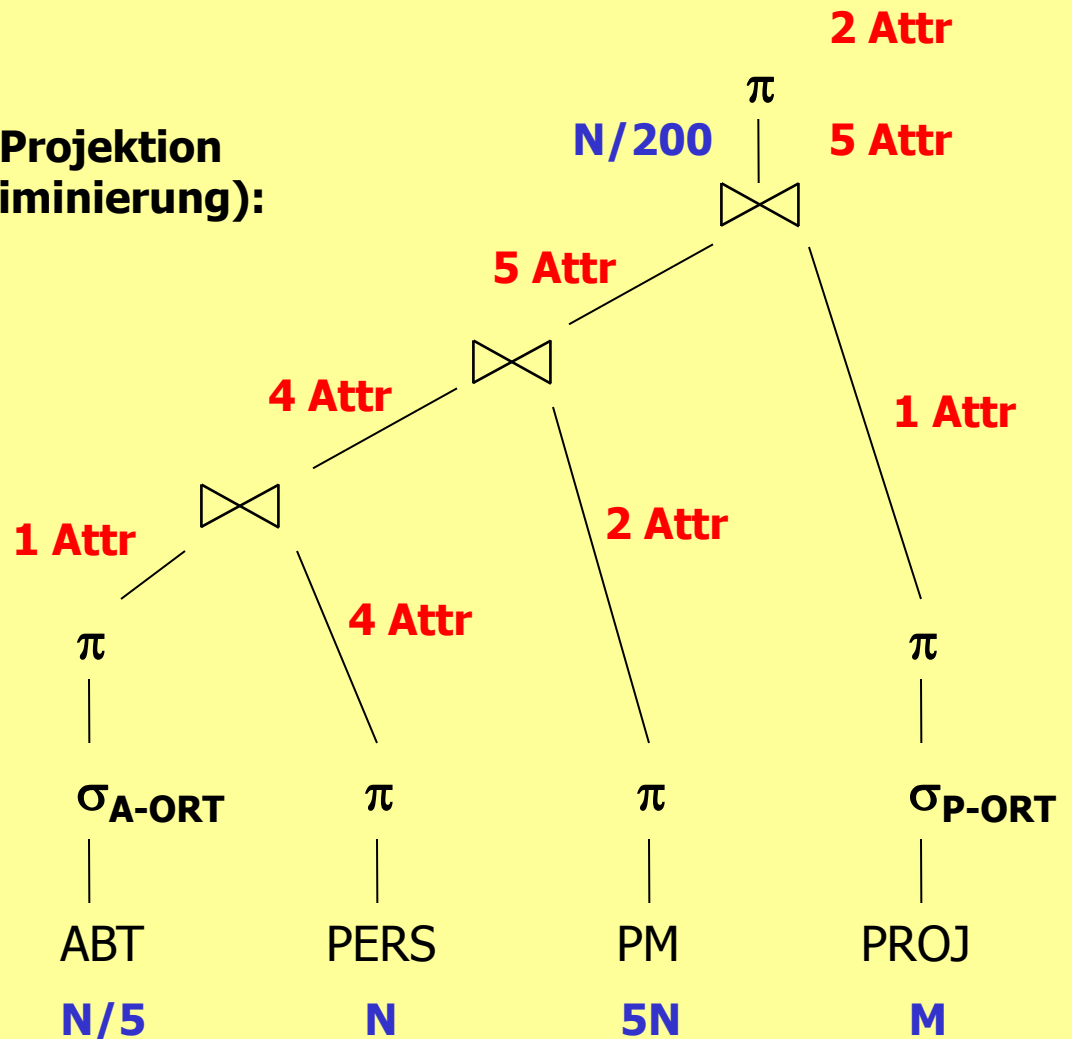 2 Attr
π
Projektion
iminierung):
N/200
5 Attr
5 Attr
4 Attr
1 Attr
1 Attr
2 Attr
4 Attr
π
π
σA-ORT
π
π
σP-ORT
ABT
PERS
PM
PROJ
N/5
N
5N
M